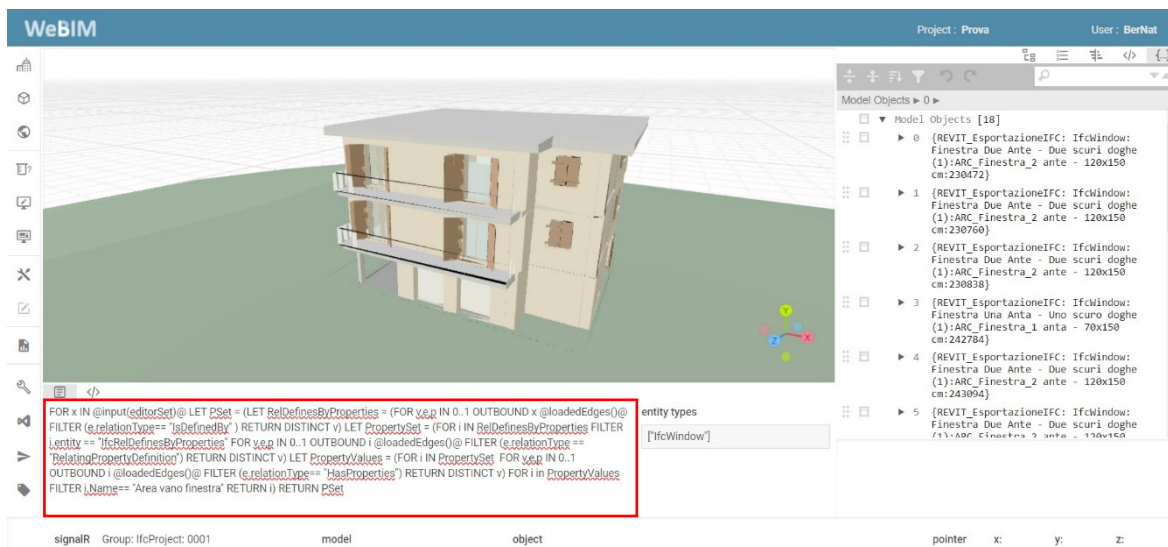 WeBIM
Project : Prova
User : BerNat
Model Objects ▶ 0 ▶
▼ Model Objects [18]
▶ 0 {REVIT_EsportazioneIFC: IfcWindow:
Finestra Due Ante - Due scuri doghe
(1):ARC_Finestra_2 ante - 120x150
cm:230472}
▶ 1 {REVIT_EsportazioneIFC: IfcWindow:
Finestra Due Ante - Due scuri doghe
(1):ARC_Finestra_2 ante - 120x150
cm:230760}
▶ 2 {REVIT_EsportazioneIFC: IfcWindow:
Finestra Due Ante - Due scuri doghe
(1):ARC_Finestra_2 ante - 120x150
cm:230838}
▶ 3 {REVIT_EsportazioneIFC: IfcWindow:
Finestra Una Anta - Uno scuro doghe
(1):ARC_Finestra_1 anta - 70x150
cm:242784}
▶ 4 {REVIT_EsportazioneIFC: IfcWindow:
Finestra Due Ante - Due scuri doghe
(1):ARC_Finestra_2 ante - 120x150
cm:243094}
▶ 5 {REVIT_EsportazioneIFC: IfcWindow:
Finestra Due Ante - Due scuri doghe
(1):ARC_Finestra_2 ante - 120x150
Y
Z
X
FOR x IN @input(editorSet)@ LET PSet = (LET RelDefinesByProperties = (FOR v,e,p IN 0..1 OUTBOUND x @loadedEdges()@
FILTER (e.relationType== "IsDefinedBy" ) RETURN DISTINCT v) LET PropertySet = (FOR i IN RelDefinesByProperties FILTER
i.entity == "IfcRelDefinesByProperties" FOR v,e,p IN 0..1 OUTBOUND i @loadedEdges()@ FILTER (e.relationType ==
"RelatingPropertyDefinition") RETURN DISTINCT v) LET PropertyValues = (FOR i IN PropertySet FOR v,e,p IN 0..1
OUTBOUND i @loadedEdges()@ FILTER (e.relationType== "HasProperties") RETURN DISTINCT v) FOR i in PropertyValues
FILTER i.Name== "Area vano finestra" RETURN i) RETURN PSet
entity types
["IfcWindow"]
signalR Group: IfcProject: 0001 model object pointer x: y: z: